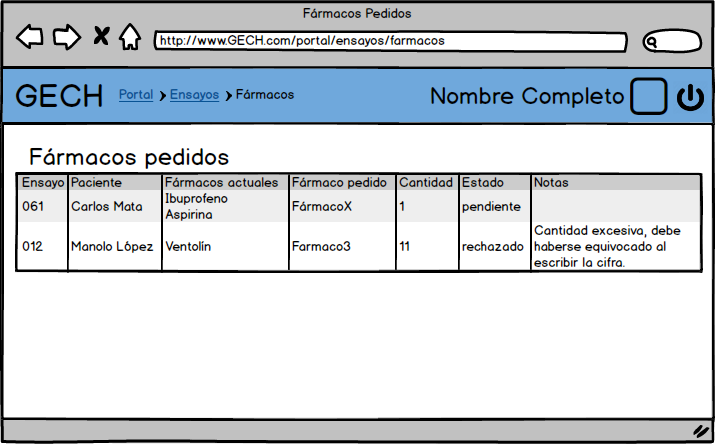 Fármacos Pedidos
http://www.GECH.com/portal/ensayos/farmacos
GECH Portal Ensayos Fármacos Nombre Completo
Fármacos pedidos
Ensayo Paciente Fármacos actuales Fármaco pedido Cantidad Estado Notas
061 Carlos Mata Ibuprofeno FármacoX 1 pendiente
Aspirina
012 Manolo López Ventolín Farmaco3 11 rechazado Cantidad excesiva, debe
haberse equivocado al
escribir la cifra.